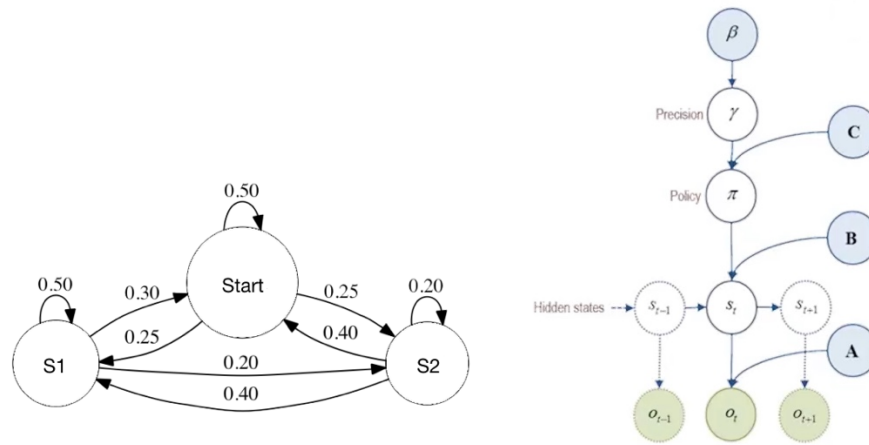 0.50
0.50
0.30
Start
0.25
0.20
0.25
0.40
S1
0.20
S2
0.40
β
Precision
γ
C
Policy
π
B
Hidden states
s_{t-1}
s_t
s_{t+1}
A
o_{t-1}
o_t
o_{t+1}